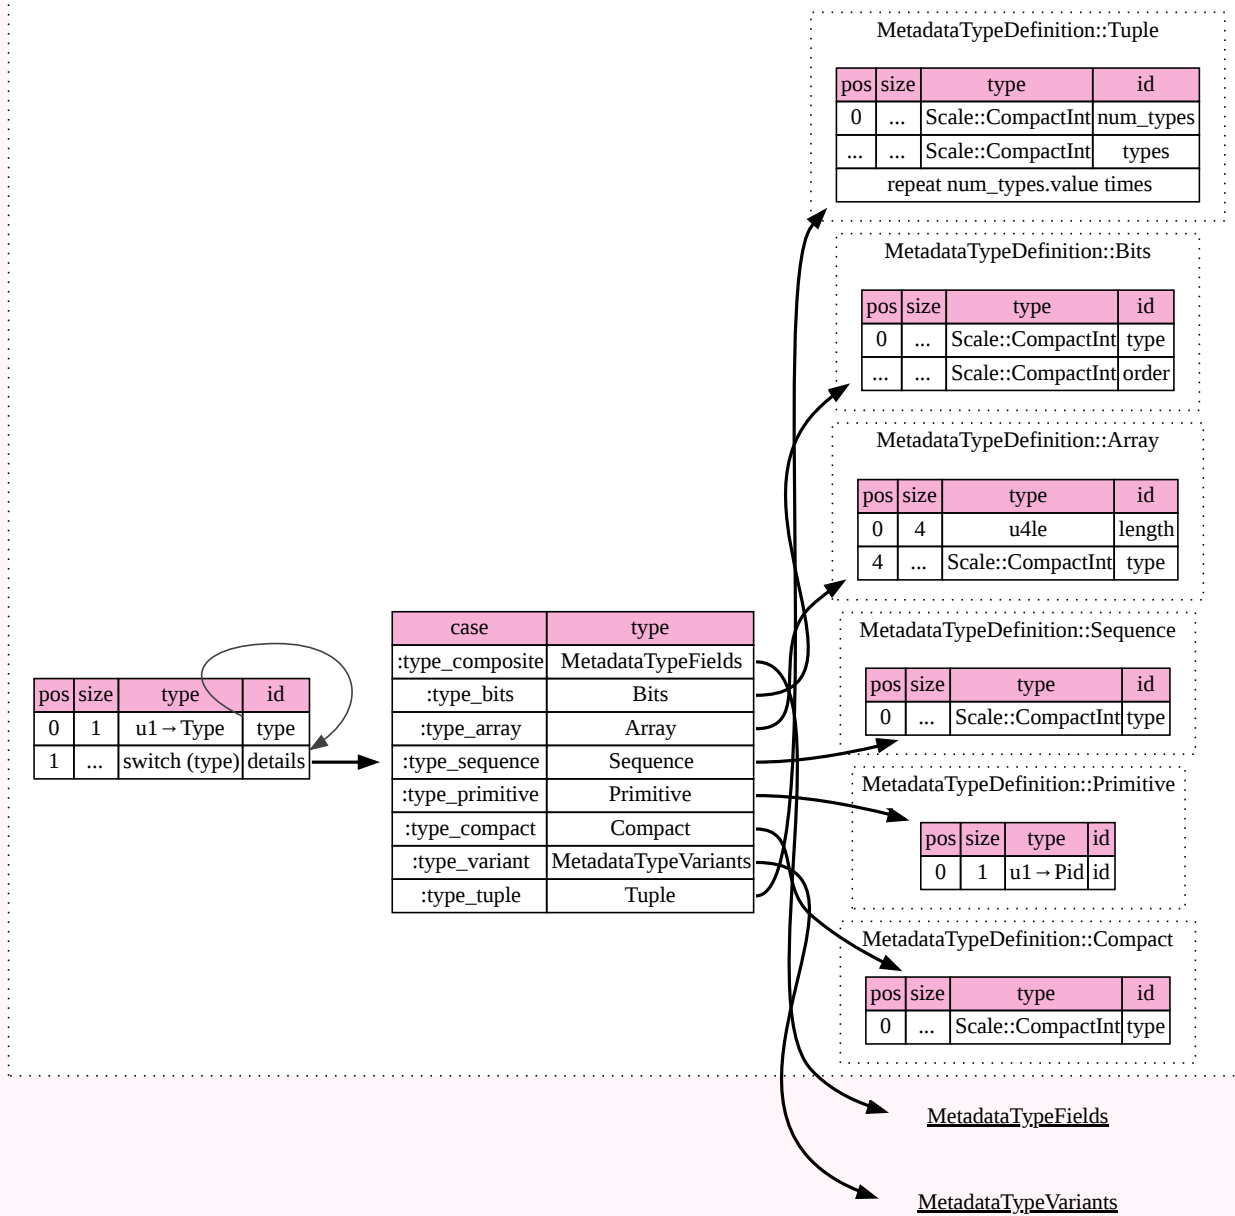 MetadataTypeDefinition::Tuple
pos size type id
0 ... Scale::CompactInt num_types
... ... Scale::CompactInt types
repeat num_types.value times
MetadataTypeDefinition::Bits
pos size type id
0 ... Scale::CompactInt type
... ... Scale::CompactInt order
MetadataTypeDefinition::Array
pos size type id
0 4 u4le length
4 ... Scale::CompactInt type
pos size type id
0 1 u1→Type type
1 ... switch (type) details
case type
:type_composite MetadataTypeFields
:type_bits Bits
:type_array Array
:type_sequence Sequence
:type_primitive Primitive
:type_compact Compact
:type_variant MetadataTypeVariants
:type_tuple Tuple
MetadataTypeDefinition::Sequence
pos size type id
0 ... Scale::CompactInt type
MetadataTypeDefinition::Primitive
pos size type id
0 1 u1→Pid id
MetadataTypeDefinition::Compact
pos size type id
0 ... Scale::CompactInt type
MetadataTypeFields
MetadataTypeVariants